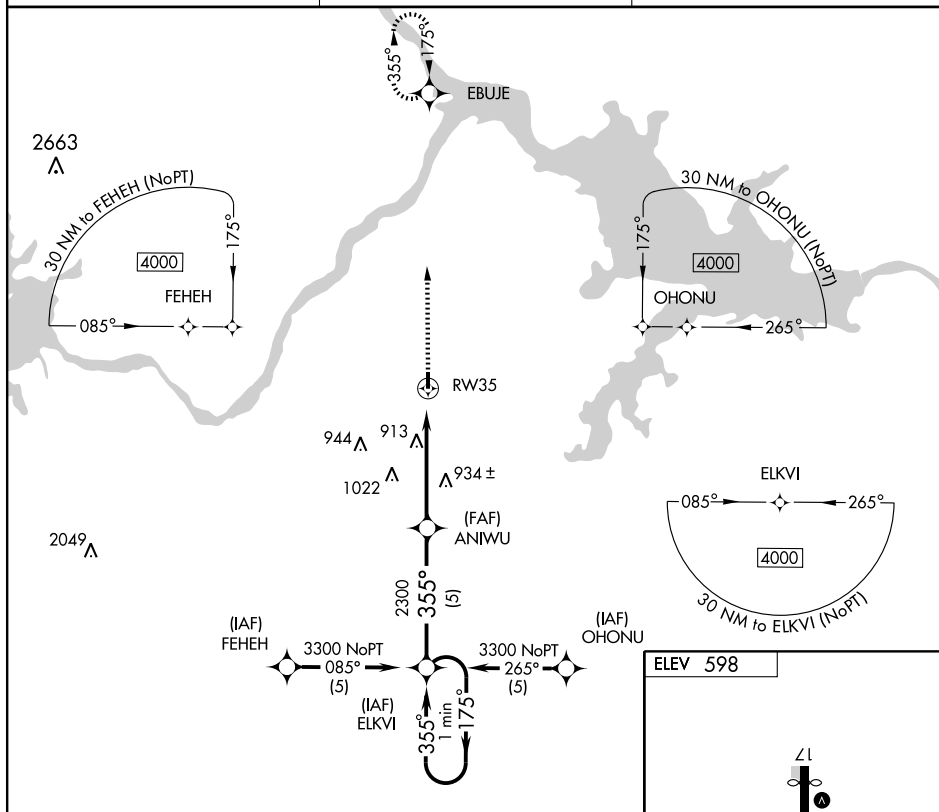 175°
355°
EBUJE
2663
30 NM to FEHEH (NoPT)
175°
4000
FEHEH
085°
30 NM to OHONU (NoPT)
175°
4000
OHONU
265°
RW35
944
913
1022
934 ±
ELKVI
085°
265°
4000
30 NM to ELKVI (NoPT)
(FAF)
ANIWU
2049
2300
355°
(5)
(IAF)
FEHEH
3300 NoPT
085°
(5)
3300 NoPT
265°
(5)
(IAF)
OHONU
(IAF)
ELKVI
355°
1 min
175°
ELEV 598
17